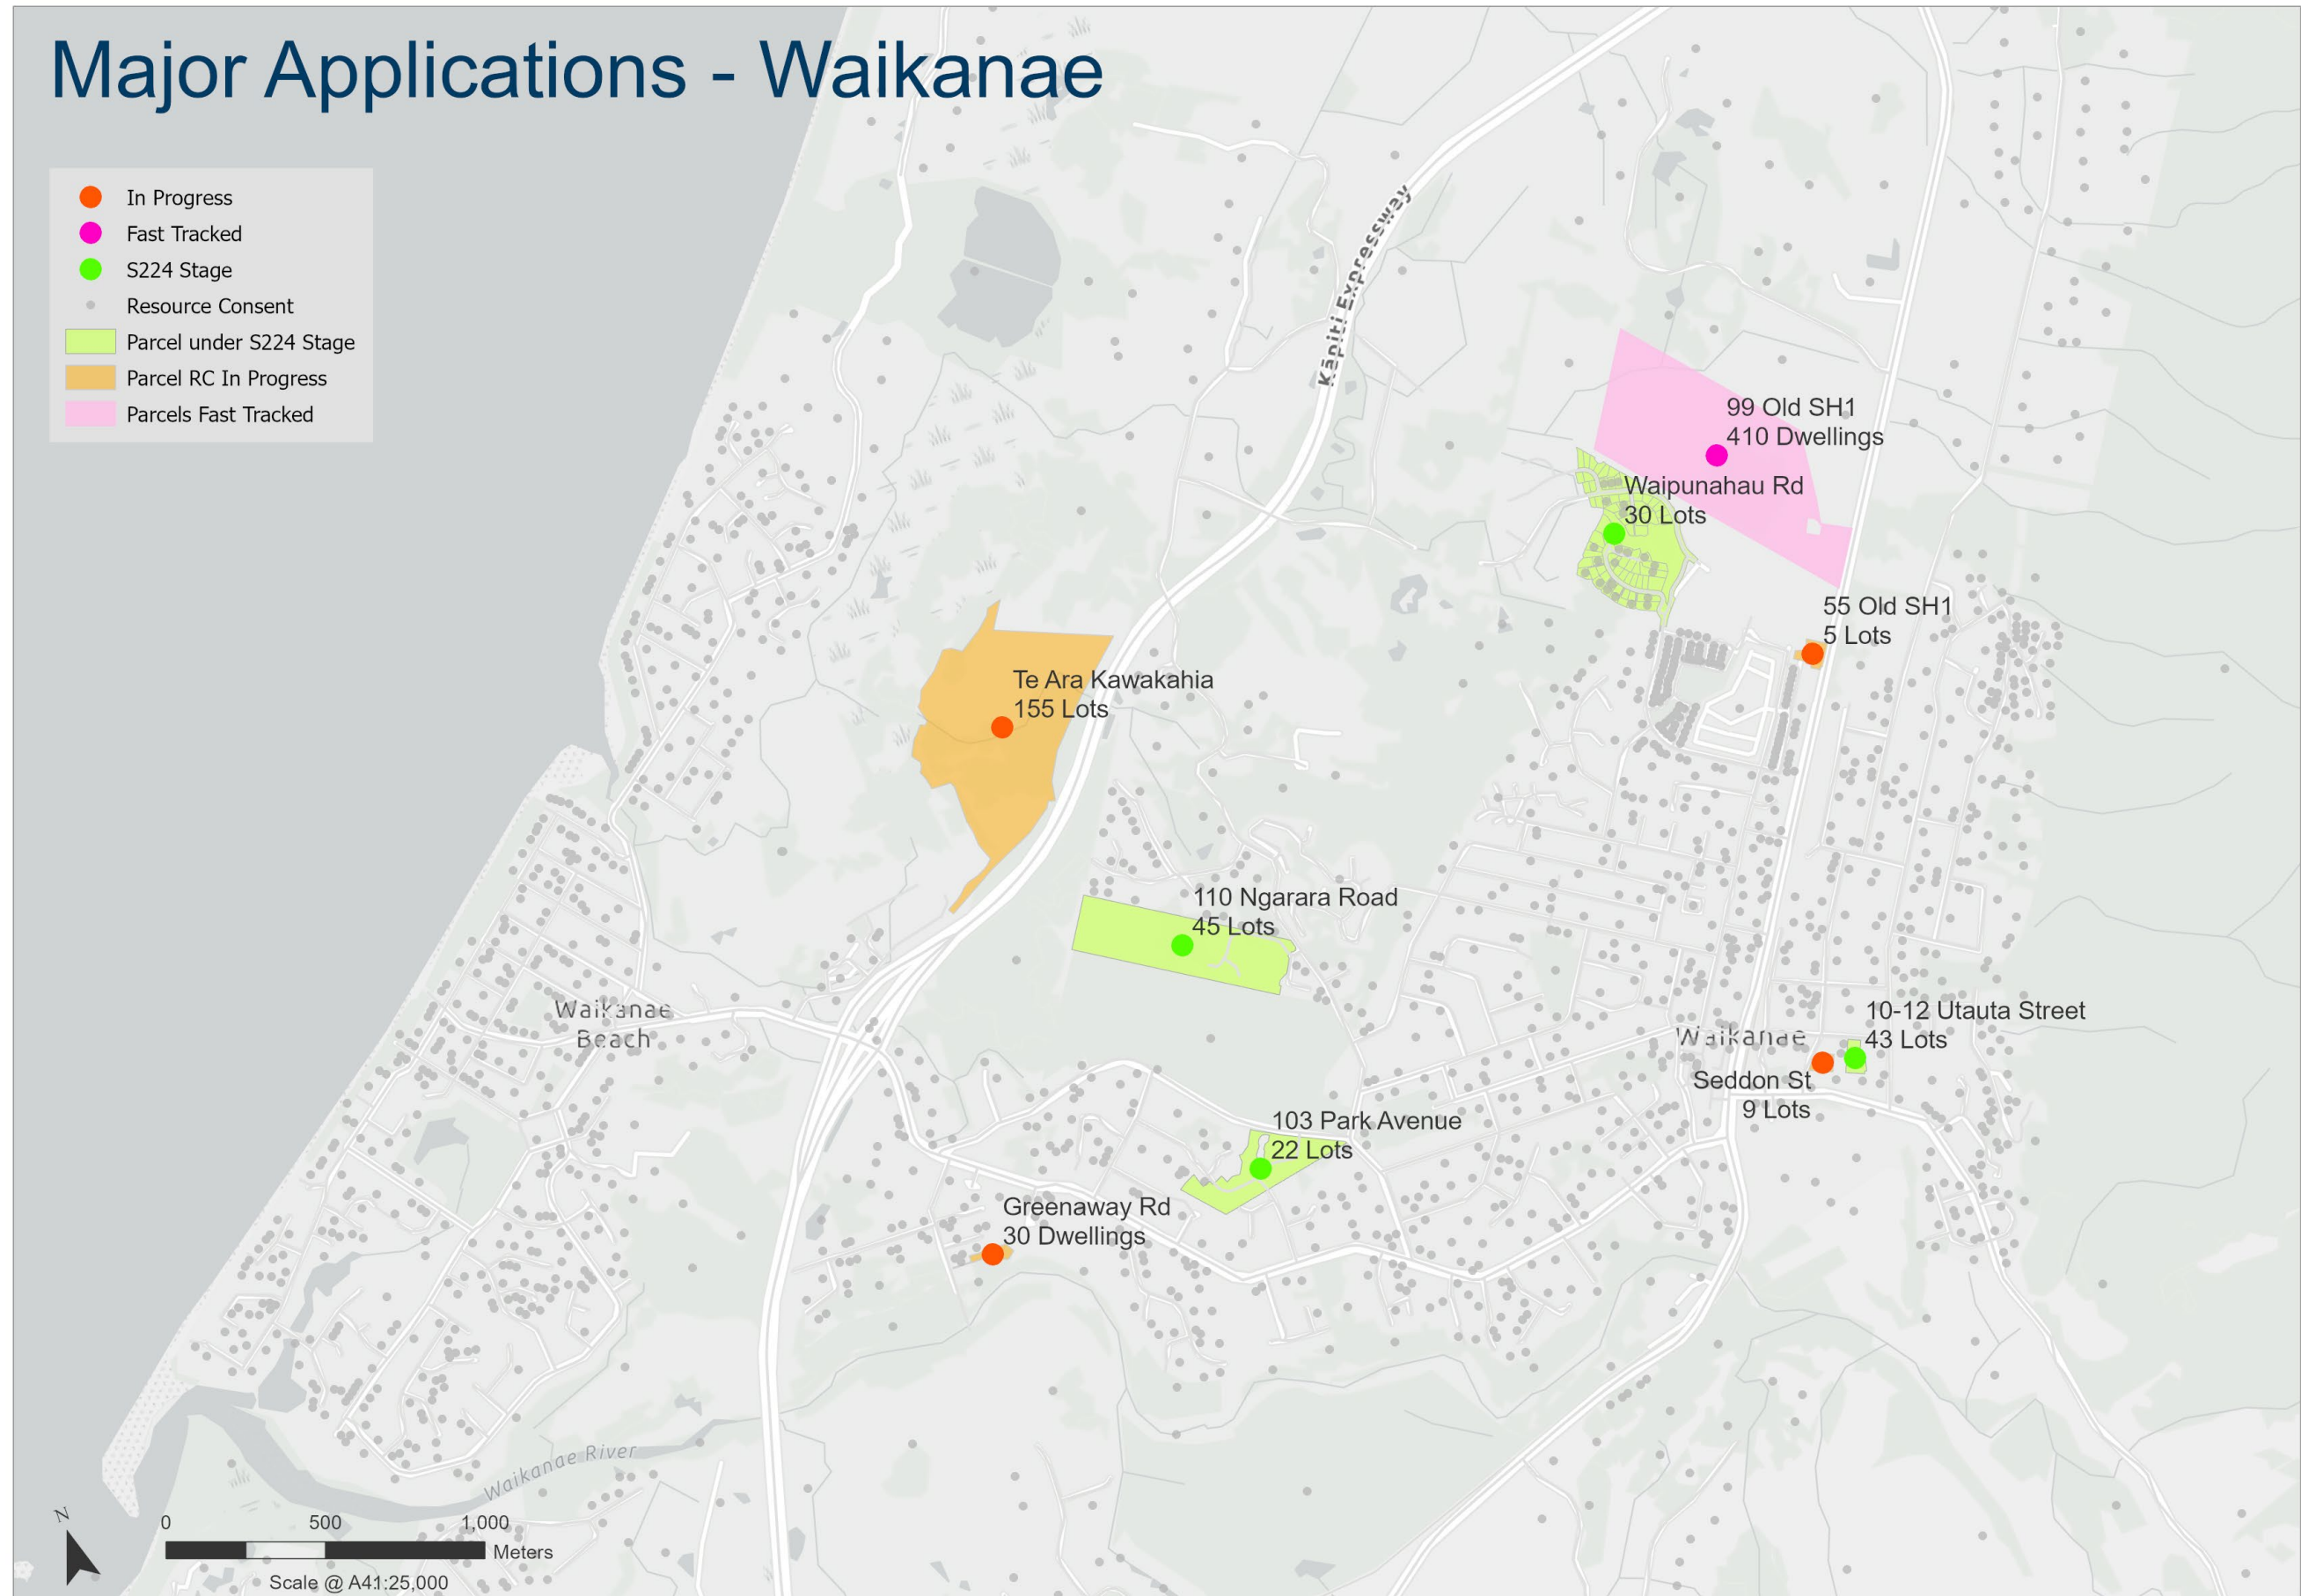 Major Applications - Waikanae
In Progress
Fast Tracked
S224 Stage
Resource Consent
Parcel under S224 Stage
Parcel RC In Progress
Parcels Fast Tracked
Kāpiti Expressway
99 Old SH1
410 Dwellings
Waipunahau Rd
30 Lots
55 Old SH1
5 Lots
Te Ara Kawakahia
155 Lots
110 Ngarara Road
45 Lots
Waikanae
Beach
10-12 Utauta Street
43 Lots
Waikanae
Seddon St
9 Lots
103 Park Avenue
22 Lots
Greenaway Rd
30 Dwellings
Waikanae River
N
0 500 1,000
Meters
Scale @ A41:25,000